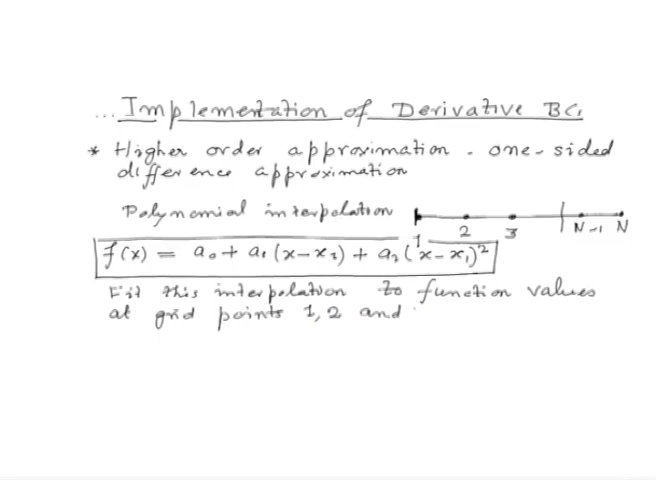 ... Implementation of Derivative BC,
* Higher order approximation - one-sided
difference approximation
Polynomial interpolation
1 2 3 N-1 N
f(x) = a₀ + a₁(x-x₁) + a₂(x-x₁)²
Fit this interpolation to function values
at grid points 1, 2 and